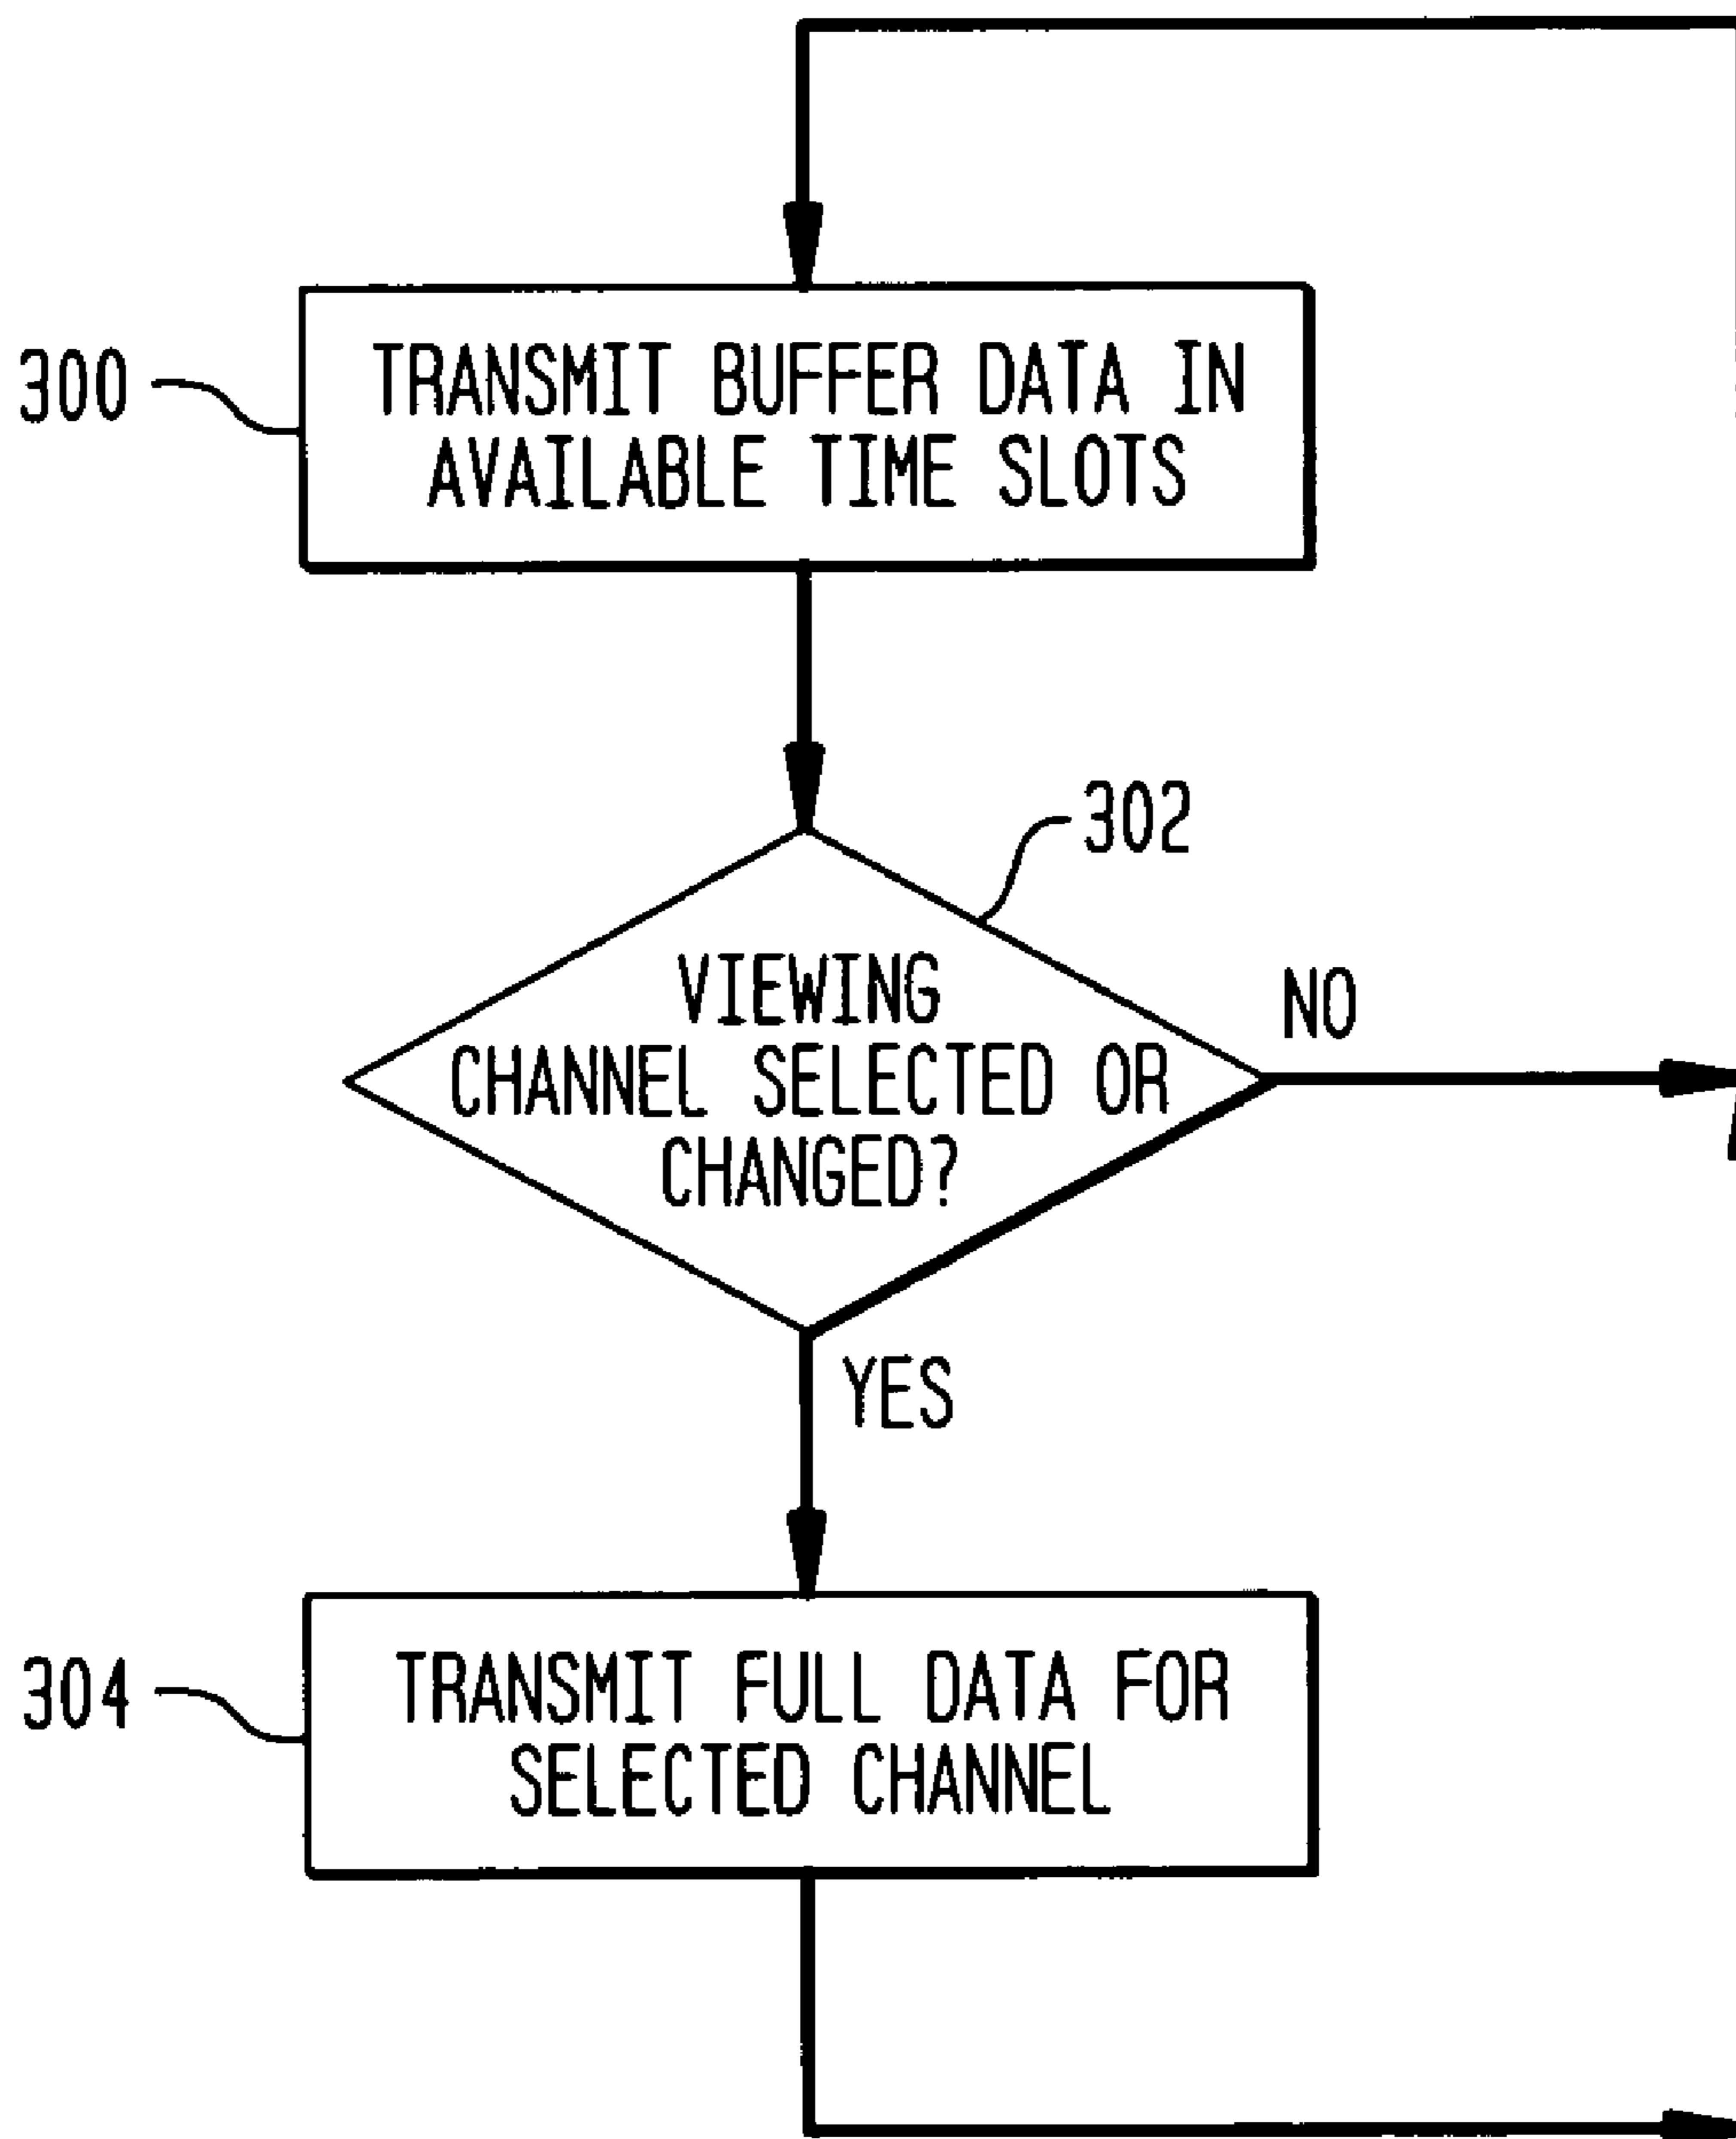 300
TRANSMIT BUFFER DATA IN
AVAILABLE TIME SLOTS
302
VIEWING
CHANNEL SELECTED OR
CHANGED?
NO
YES
304
TRANSMIT FULL DATA FOR
SELECTED CHANNEL